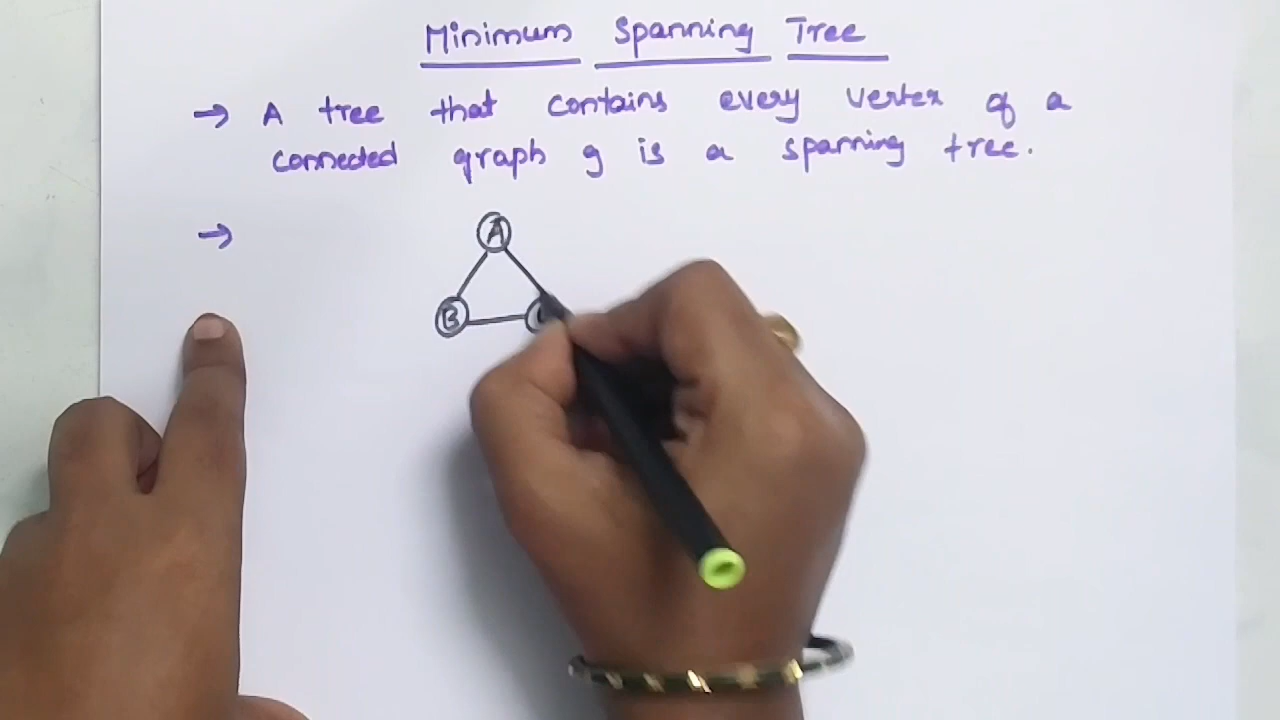 Minimum Spanning Tree
→ A tree that contains every vertex of a
connected graph g is a spanning tree.
→
A
B